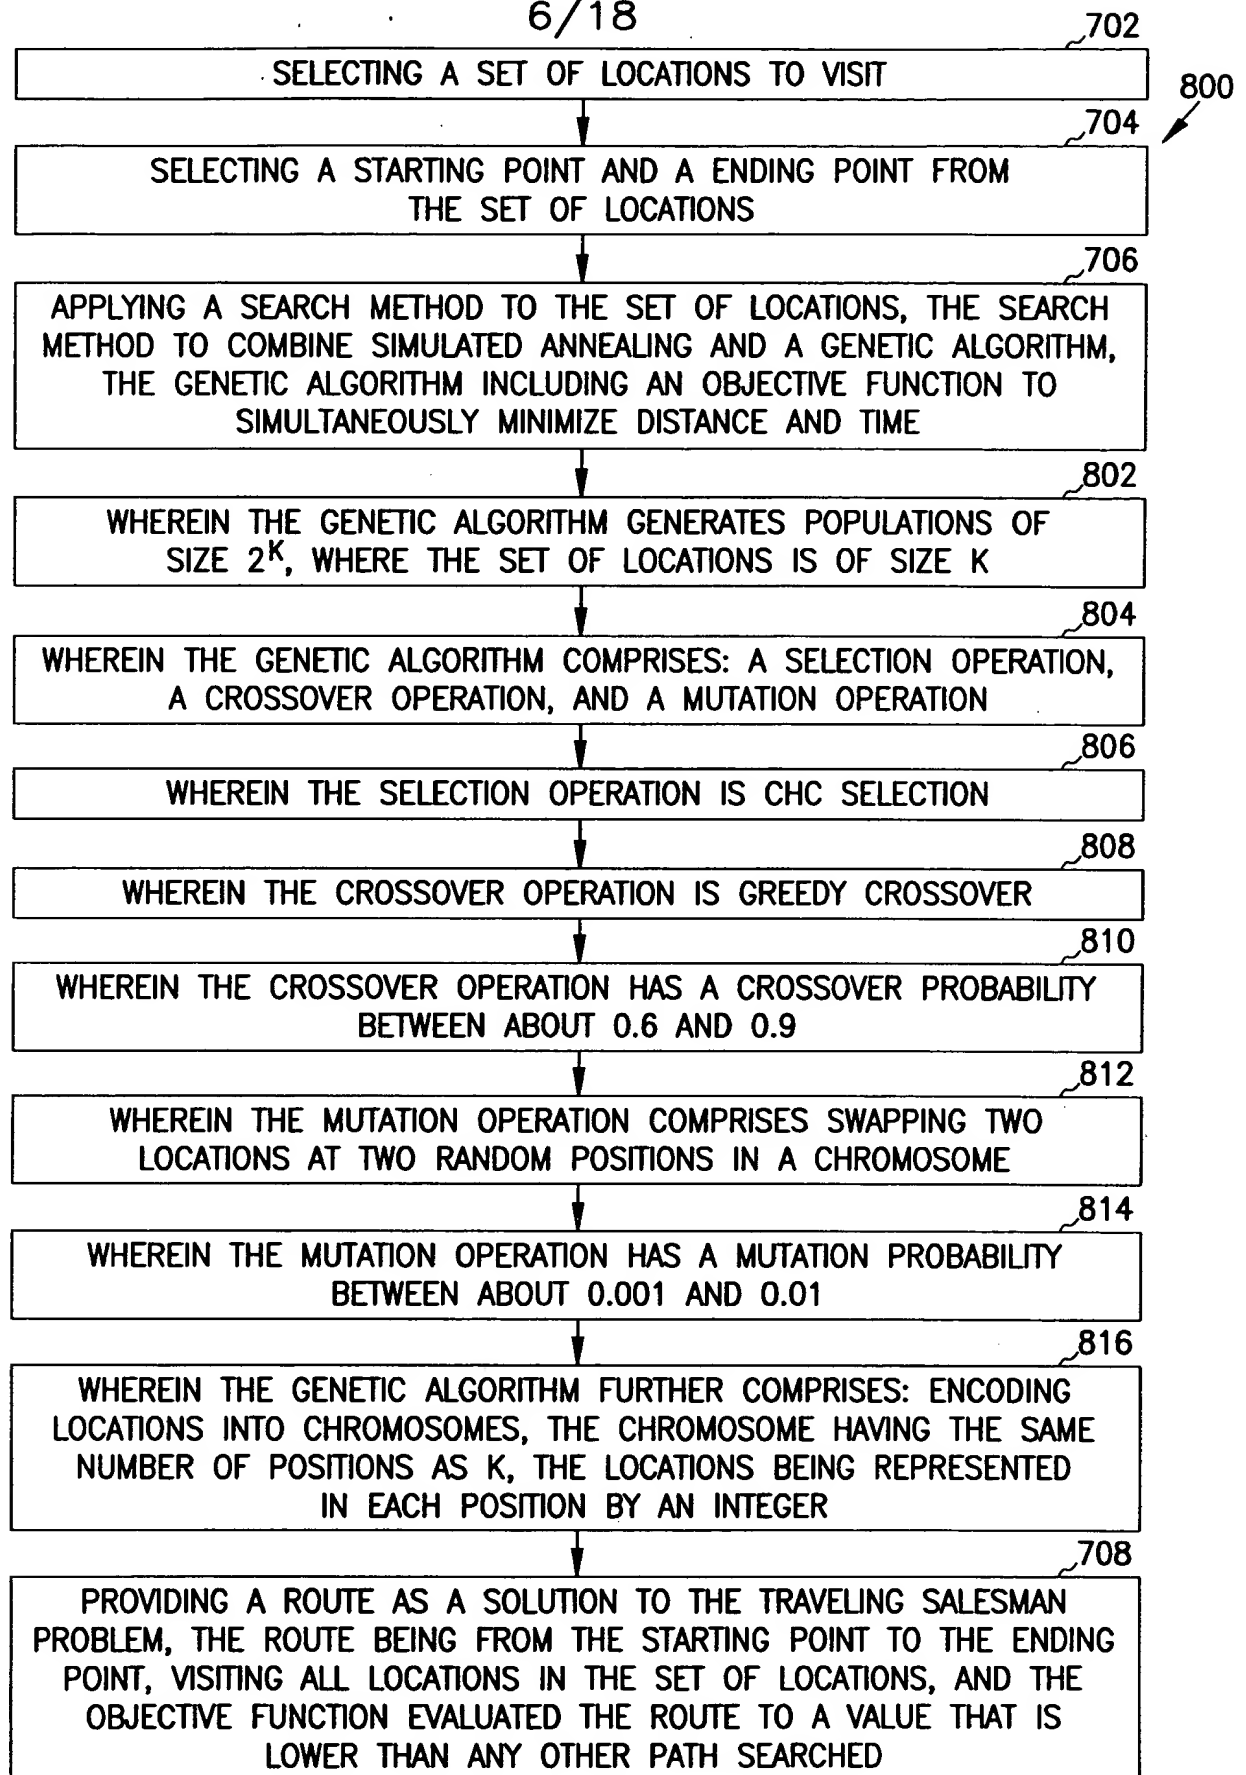 6/18
702
SELECTING A SET OF LOCATIONS TO VISIT
800
704
SELECTING A STARTING POINT AND A ENDING POINT FROM
THE SET OF LOCATIONS
706
APPLYING A SEARCH METHOD TO THE SET OF LOCATIONS, THE SEARCH
METHOD TO COMBINE SIMULATED ANNEALING AND A GENETIC ALGORITHM,
THE GENETIC ALGORITHM INCLUDING AN OBJECTIVE FUNCTION TO
SIMULTANEOUSLY MINIMIZE DISTANCE AND TIME
802
WHEREIN THE GENETIC ALGORITHM GENERATES POPULATIONS OF
SIZE 2^K, WHERE THE SET OF LOCATIONS IS OF SIZE K
804
WHEREIN THE GENETIC ALGORITHM COMPRISES: A SELECTION OPERATION,
A CROSSOVER OPERATION, AND A MUTATION OPERATION
806
WHEREIN THE SELECTION OPERATION IS CHC SELECTION
808
WHEREIN THE CROSSOVER OPERATION IS GREEDY CROSSOVER
810
WHEREIN THE CROSSOVER OPERATION HAS A CROSSOVER PROBABILITY
BETWEEN ABOUT 0.6 AND 0.9
812
WHEREIN THE MUTATION OPERATION COMPRISES SWAPPING TWO
LOCATIONS AT TWO RANDOM POSITIONS IN A CHROMOSOME
814
WHEREIN THE MUTATION OPERATION HAS A MUTATION PROBABILITY
BETWEEN ABOUT 0.001 AND 0.01
816
WHEREIN THE GENETIC ALGORITHM FURTHER COMPRISES: ENCODING
LOCATIONS INTO CHROMOSOMES, THE CHROMOSOME HAVING THE SAME
NUMBER OF POSITIONS AS K, THE LOCATIONS BEING REPRESENTED
IN EACH POSITION BY AN INTEGER
708
PROVIDING A ROUTE AS A SOLUTION TO THE TRAVELING SALESMAN
PROBLEM, THE ROUTE BEING FROM THE STARTING POINT TO THE ENDING
POINT, VISITING ALL LOCATIONS IN THE SET OF LOCATIONS, AND THE
OBJECTIVE FUNCTION EVALUATED THE ROUTE TO A VALUE THAT IS
LOWER THAN ANY OTHER PATH SEARCHED